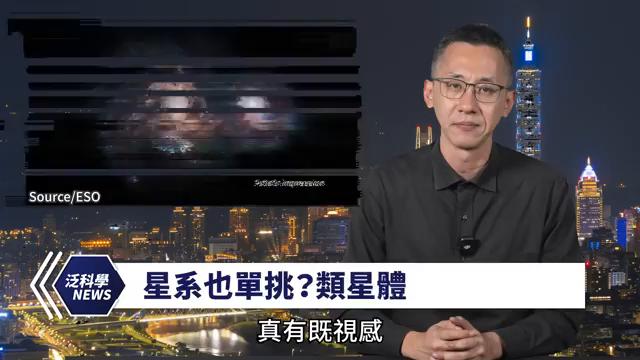 Artist's impression
Source/ESO
泛科學
NEWS
星系也單挑？類星體
真有既視感